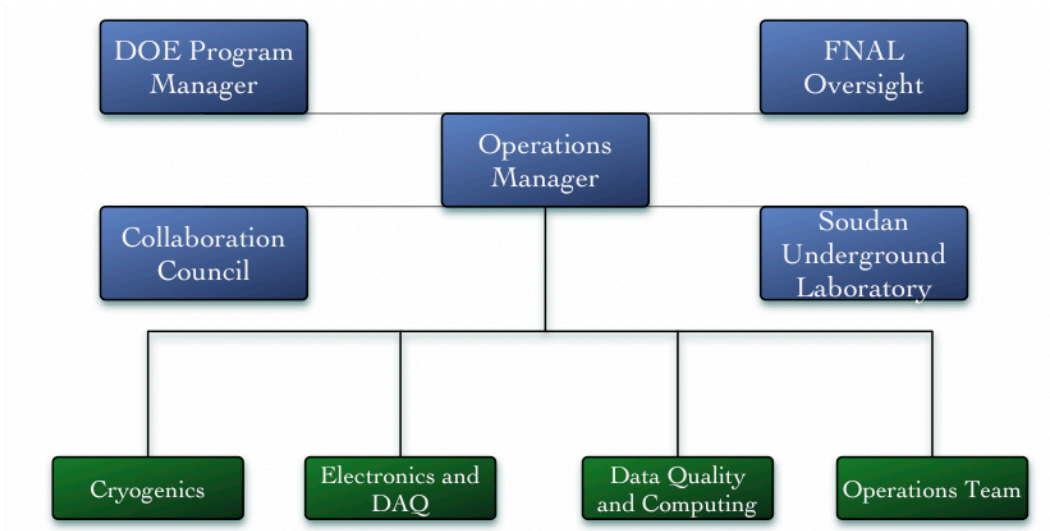 DOE Program
Manager
FNAL
Oversight
Operations
Manager
Collaboration
Council
Soudan
Underground
Laboratory
Cryogenics
Electronics and
DAQ
Data Quality
and Computing
Operations Team